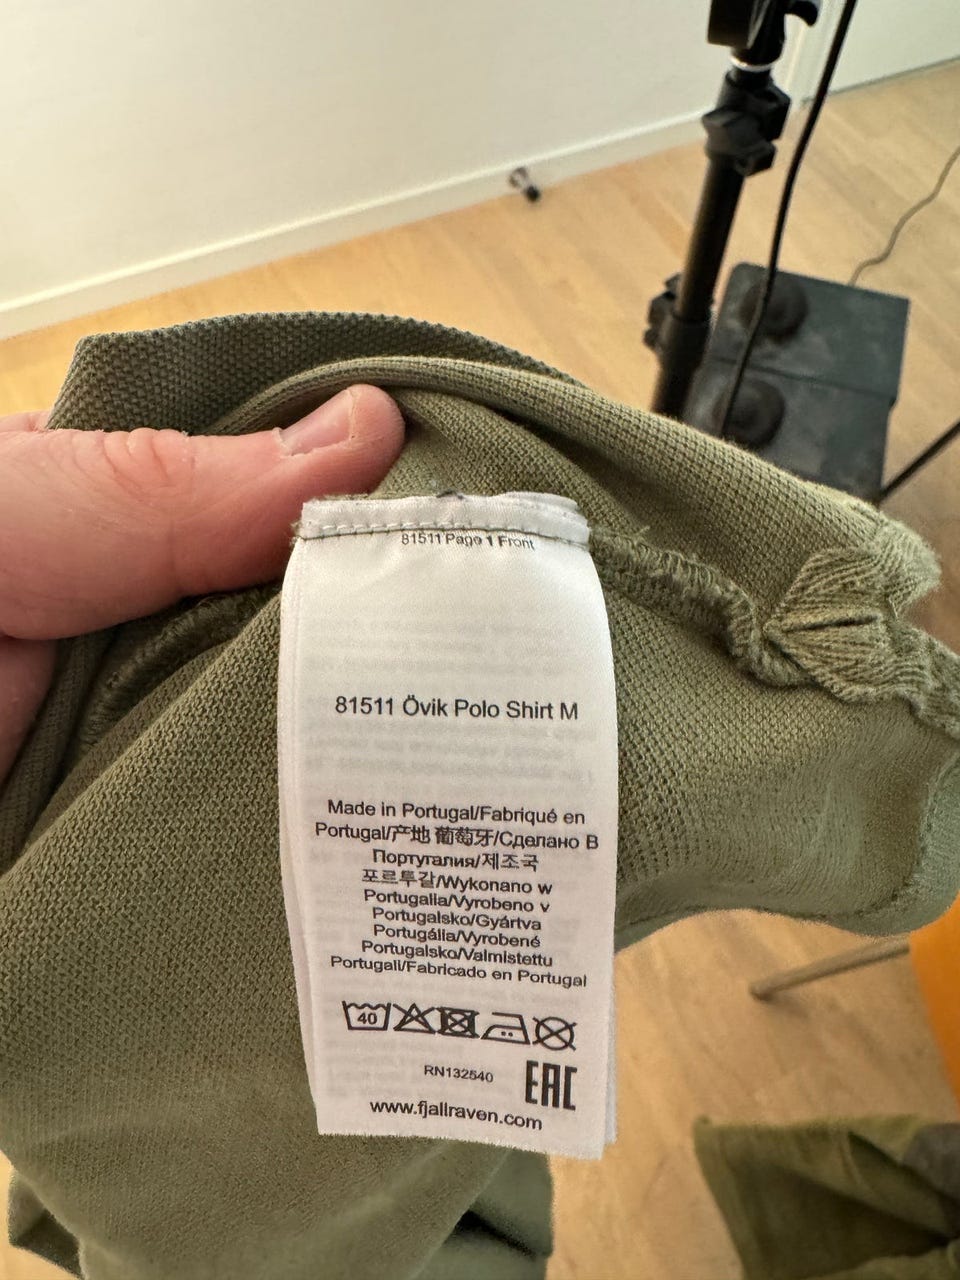 81511 Page 1 Front
81511 Övik Polo Shirt M
Made in Portugal/Fabriqué en
Portugal/产地 葡萄牙/Сделано В
Португалия/제조국
포르투갈/Wykonano w
Portugalia/Vyrobeno v
Portugalsko/Gyártva
Portugália/Vyrobené
Portugalsko/Valmistettu
Portugali/Fabricado en Portugal
40
RN132540
EAC
www.fjallraven.com